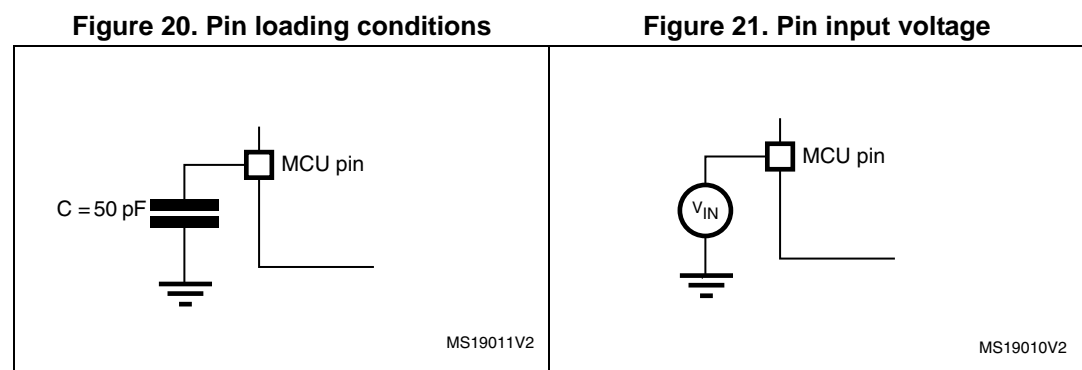 Figure 20. Pin loading conditions
Figure 21. Pin input voltage
MCU pin
C = 50 pF
MS19011V2
MCU pin
VIN
MS19010V2